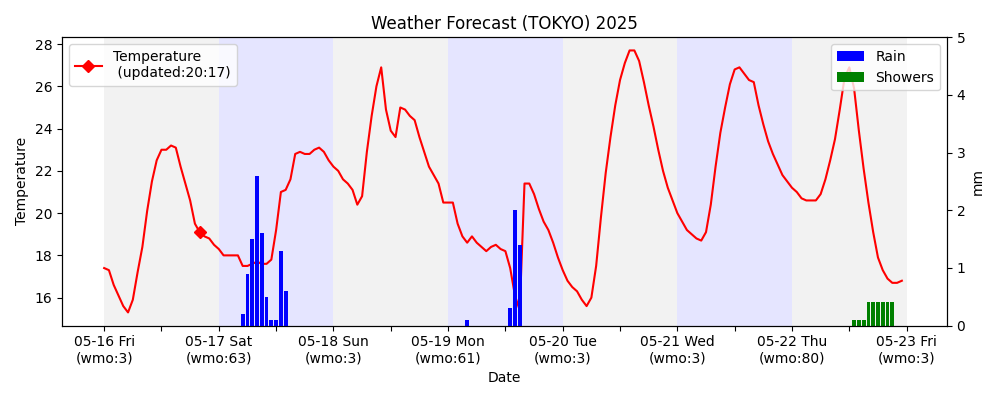 Weather Forecast (TOKYO) 2025
Temperature
(updated:20:17)
Rain
Showers
28
26
24
22
20
18
16
Temperature
5
4
3
2
1
0
mm
05-16 Fri
(wmo:3)
05-17 Sat
(wmo:63)
05-18 Sun
(wmo:3)
05-19 Mon
(wmo:61)
05-20 Tue
(wmo:3)
05-21 Wed
(wmo:3)
05-22 Thu
(wmo:80)
05-23 Fri
(wmo:3)
Date